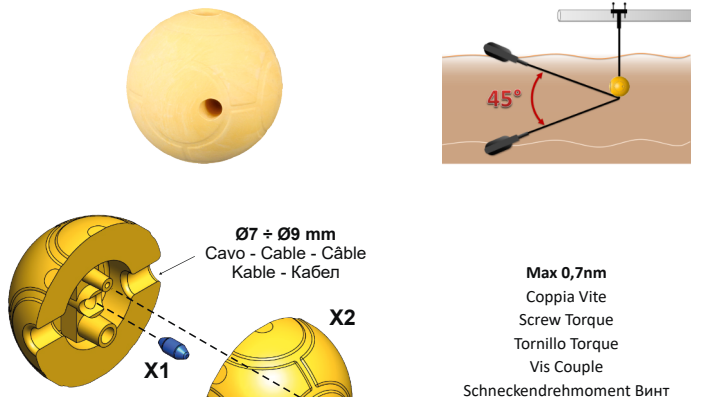 45°
Ø7 ÷ Ø9 mm
Cavo - Cable - Câble
Kable - Кабел
X2
X1
Max 0,7nm
Coppia Vite
Screw Torque
Tornillo Torque
Vis Couple
Schneckendrehmoment Винт